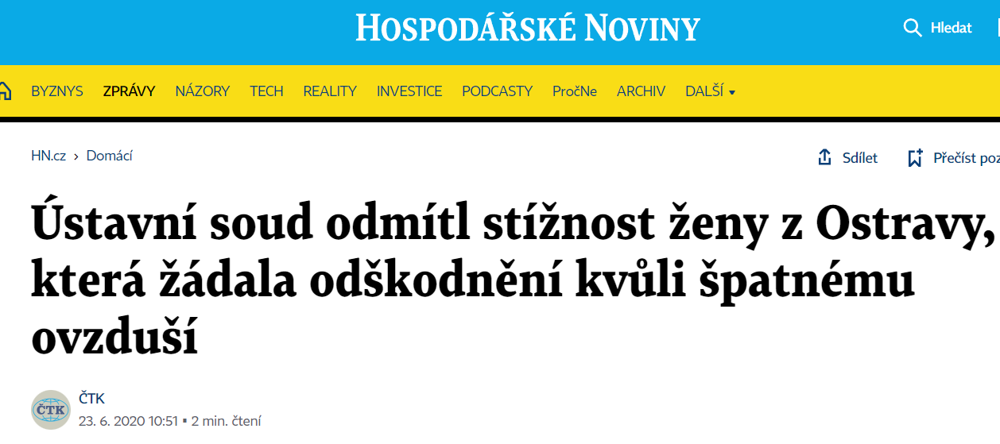 HOSPODÁŘSKÉ NOVINY
Hledat
BYZNYS ZPRÁVY NÁZORY TECH REALITY INVESTICE PODCASTY PročNe ARCHIV DALŠÍ
HN.cz › Domácí
Sdílet
Přečíst
Ústavní soud odmítl stížnost ženy z Ostravy,
která žádala odškodnění kvůli špatnému
ovzduší
ČTK
ČTK
23. 6. 2020 10:51 ▪ 2 min. čtení